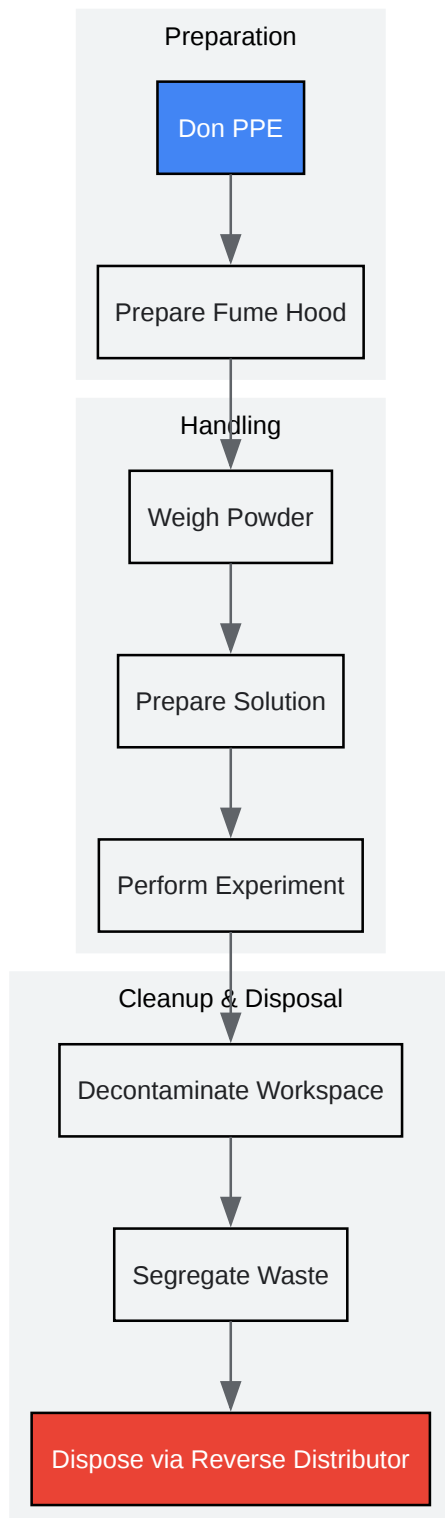 Preparation
Don PPE
Prepare Fume Hood
Handling
Weigh Powder
Prepare Solution
Perform Experiment
Cleanup & Disposal
Decontaminate Workspace
Segregate Waste
Dispose via Reverse Distributor